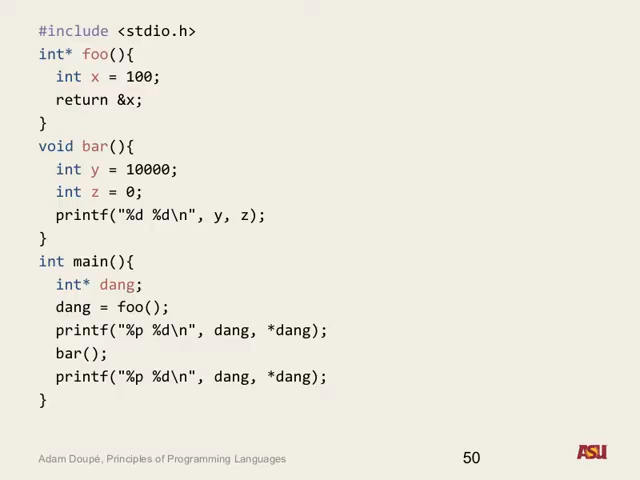 #include <stdio.h>
int* foo(){
  int x = 100;
  return &x;
}
void bar(){
  int y = 10000;
  int z = 0;
  printf("%d %d\n", y, z);
}
int main(){
  int* dang;
  dang = foo();
  printf("%p %d\n", dang, *dang);
  bar();
  printf("%p %d\n", dang, *dang);
}
Adam Doupé, Principles of Programming Languages
50
ASU